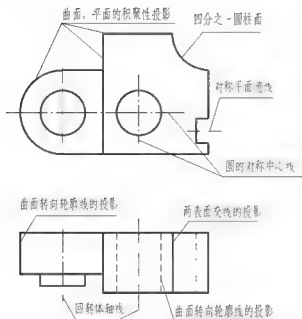 曲面、平面的积聚性投影
四分之一圆柱面
对称平面交线
圆的对称中心线
曲面转向轮廓线的投影
两表面交线的投影
回转体轴线
曲面转向轮廓线的投影